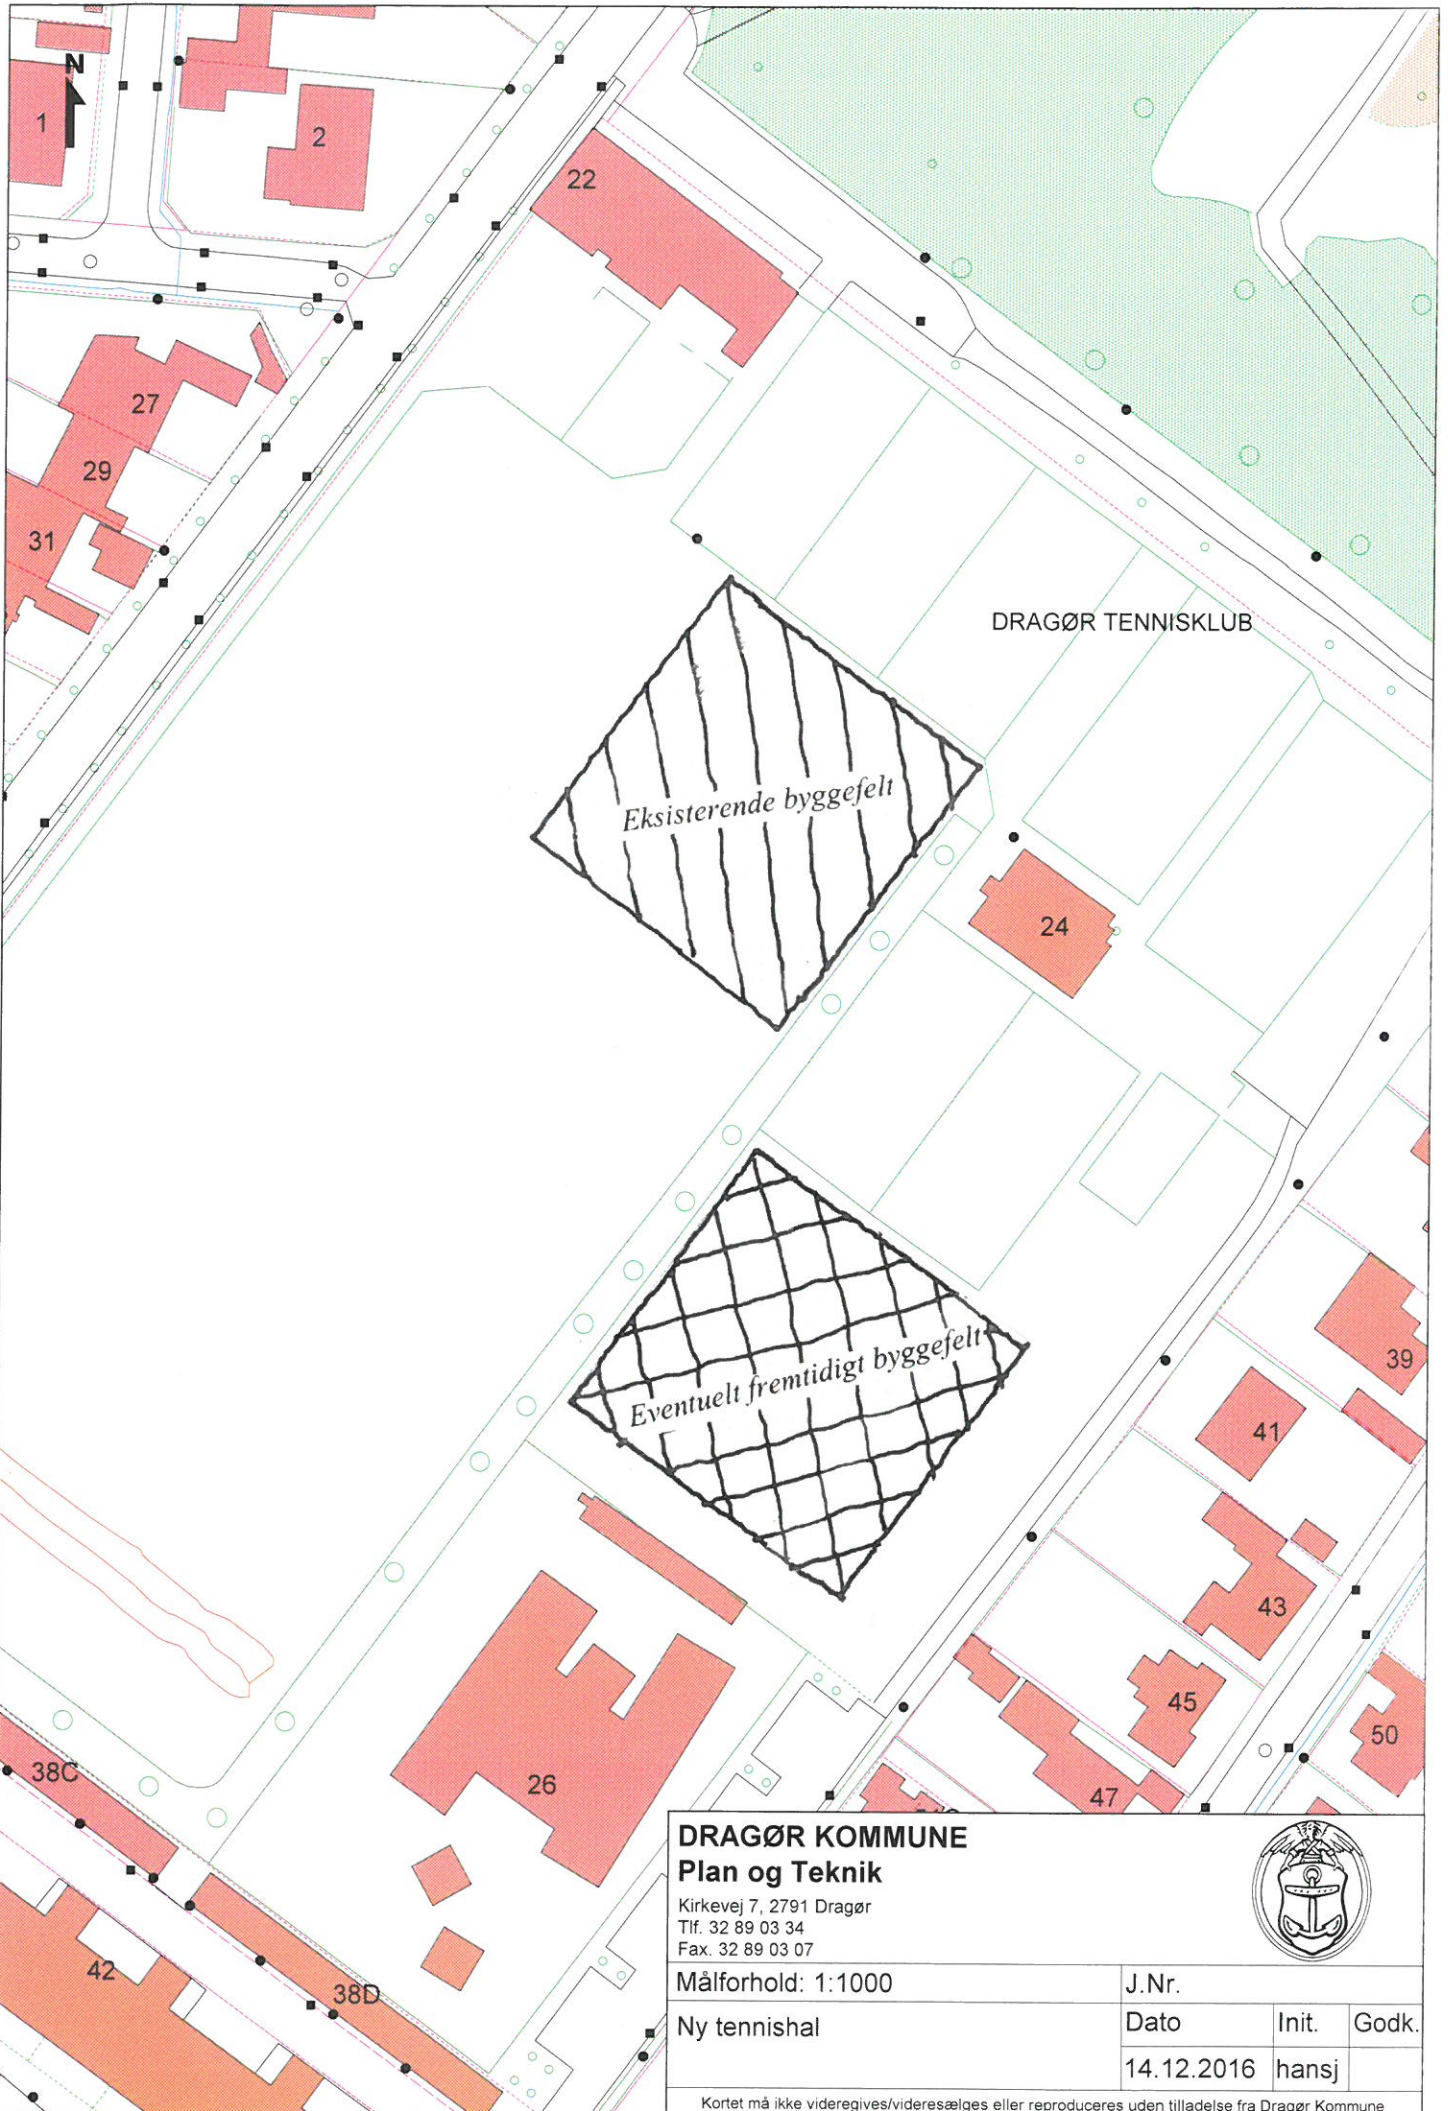 N
1
2
22
27
29
31
DRAGØR TENNISKLUB
Eksisterende byggefelt
24
Eventuelt fremtidigt byggefelt
39
41
43
45
50
47
38C
26
42
38D
DRAGØR KOMMUNE
Plan og Teknik
Kirkevej 7, 2791 Dragør
Tlf. 32 89 03 34
Fax. 32 89 03 07
Målforhold: 1:1000
J.Nr.
Ny tennishal
Dato Init. Godk.
14.12.2016 hansj
Kortet må ikke videregives/videresælges eller reproduceres uden tilladelse fra Dragør Kommune